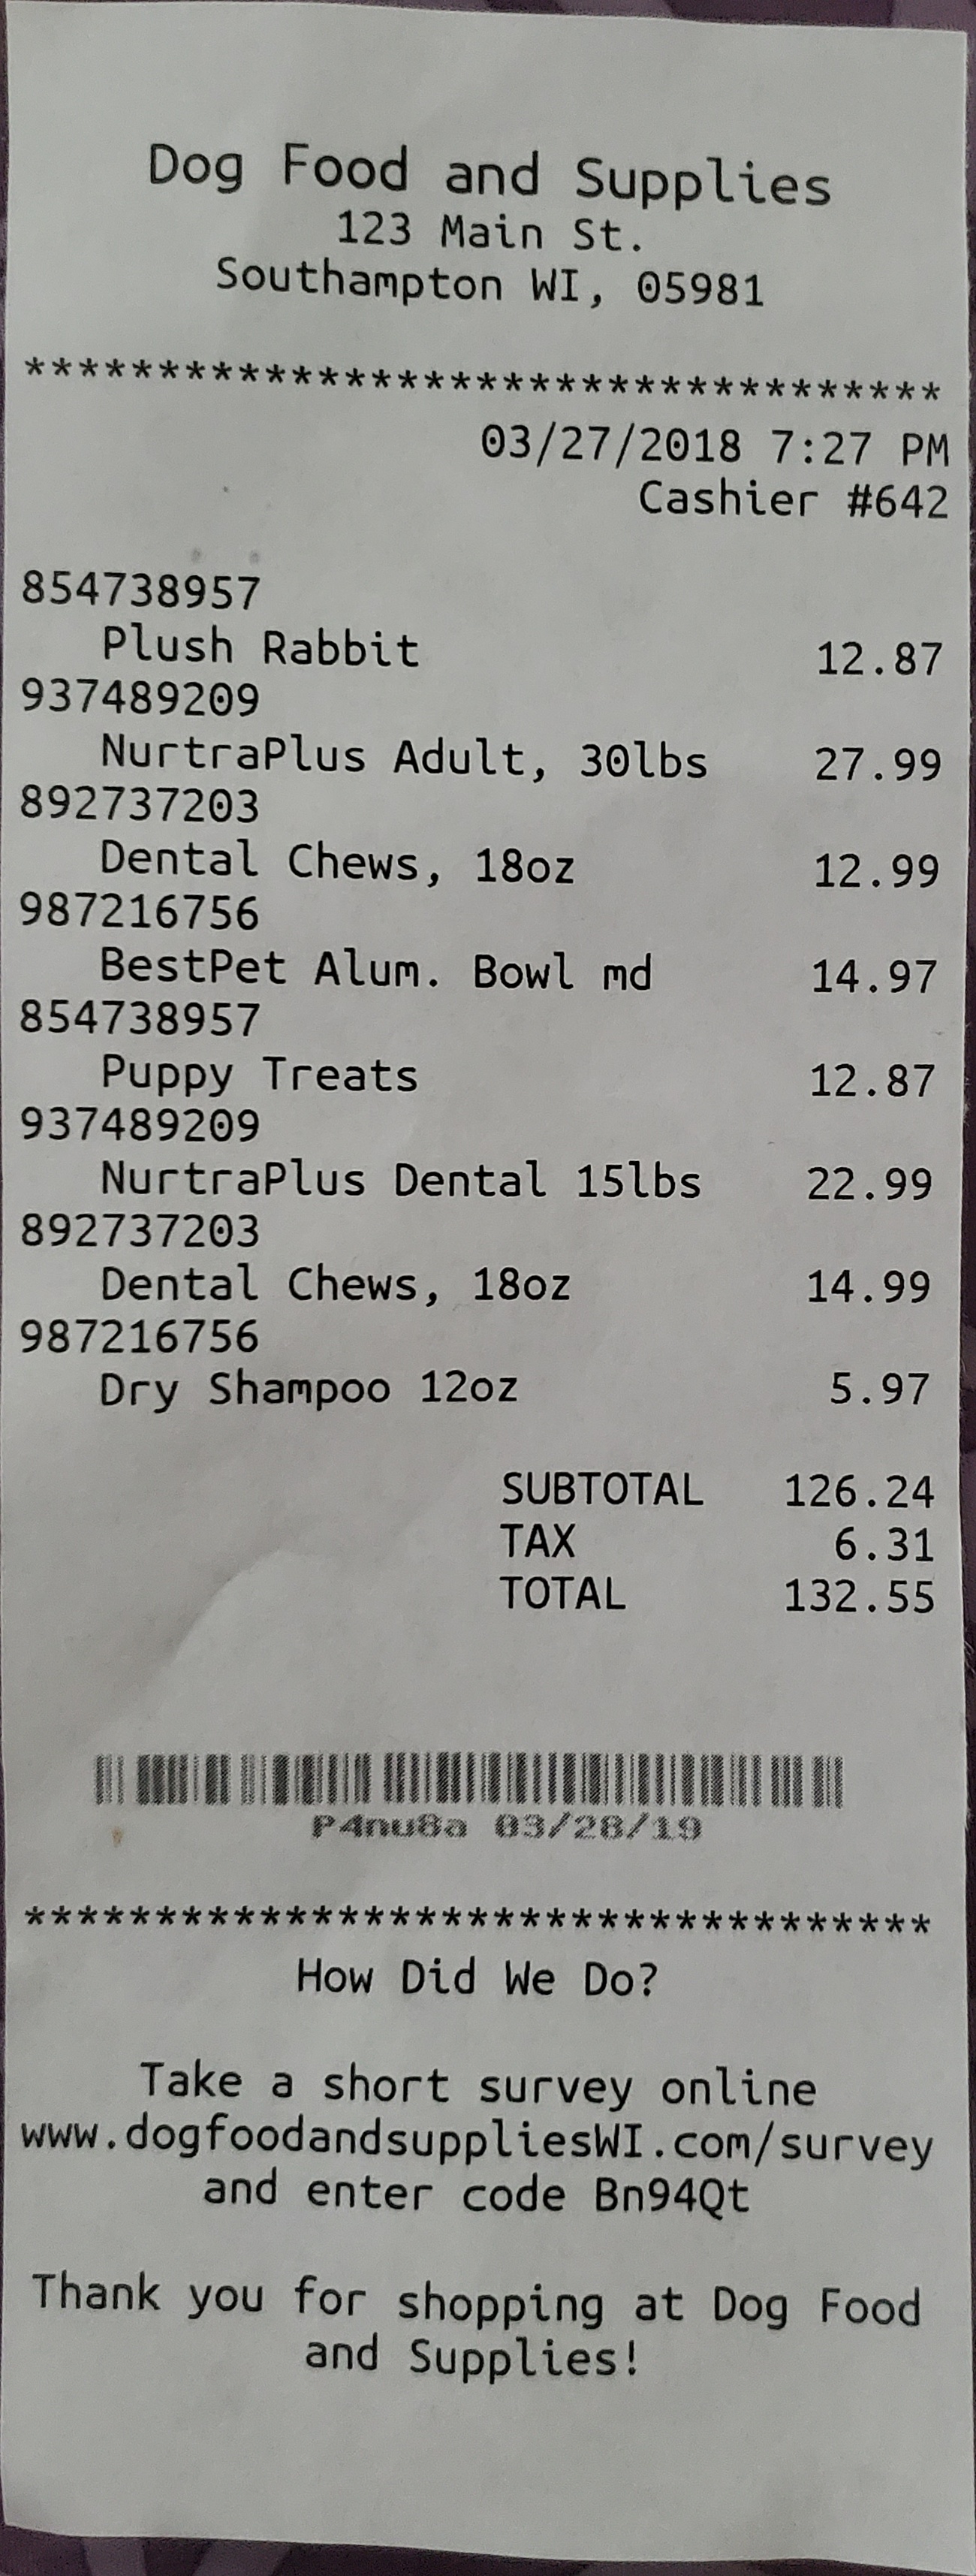 Dog Food and Supplies
123 Main St.
Southampton WI, 05981
***********************************
03/27/2018 7:27 PM
Cashier #642
854738957
Plush Rabbit 12.87
937489209
NurtraPlus Adult, 30lbs 27.99
892737203
Dental Chews, 18oz 12.99
987216756
BestPet Alum. Bowl md 14.97
854738957
Puppy Treats 12.87
937489209
NurtraPlus Dental 15lbs 22.99
892737203
Dental Chews, 18oz 14.99
987216756
Dry Shampoo 12oz 5.97
SUBTOTAL 126.24
TAX 6.31
TOTAL 132.55
P4nu8a 03/28/19
***********************************
How Did We Do?
Take a short survey online
www.dogfoodandsuppliesWI.com/survey
and enter code Bn94Qt
Thank you for shopping at Dog Food
and Supplies!